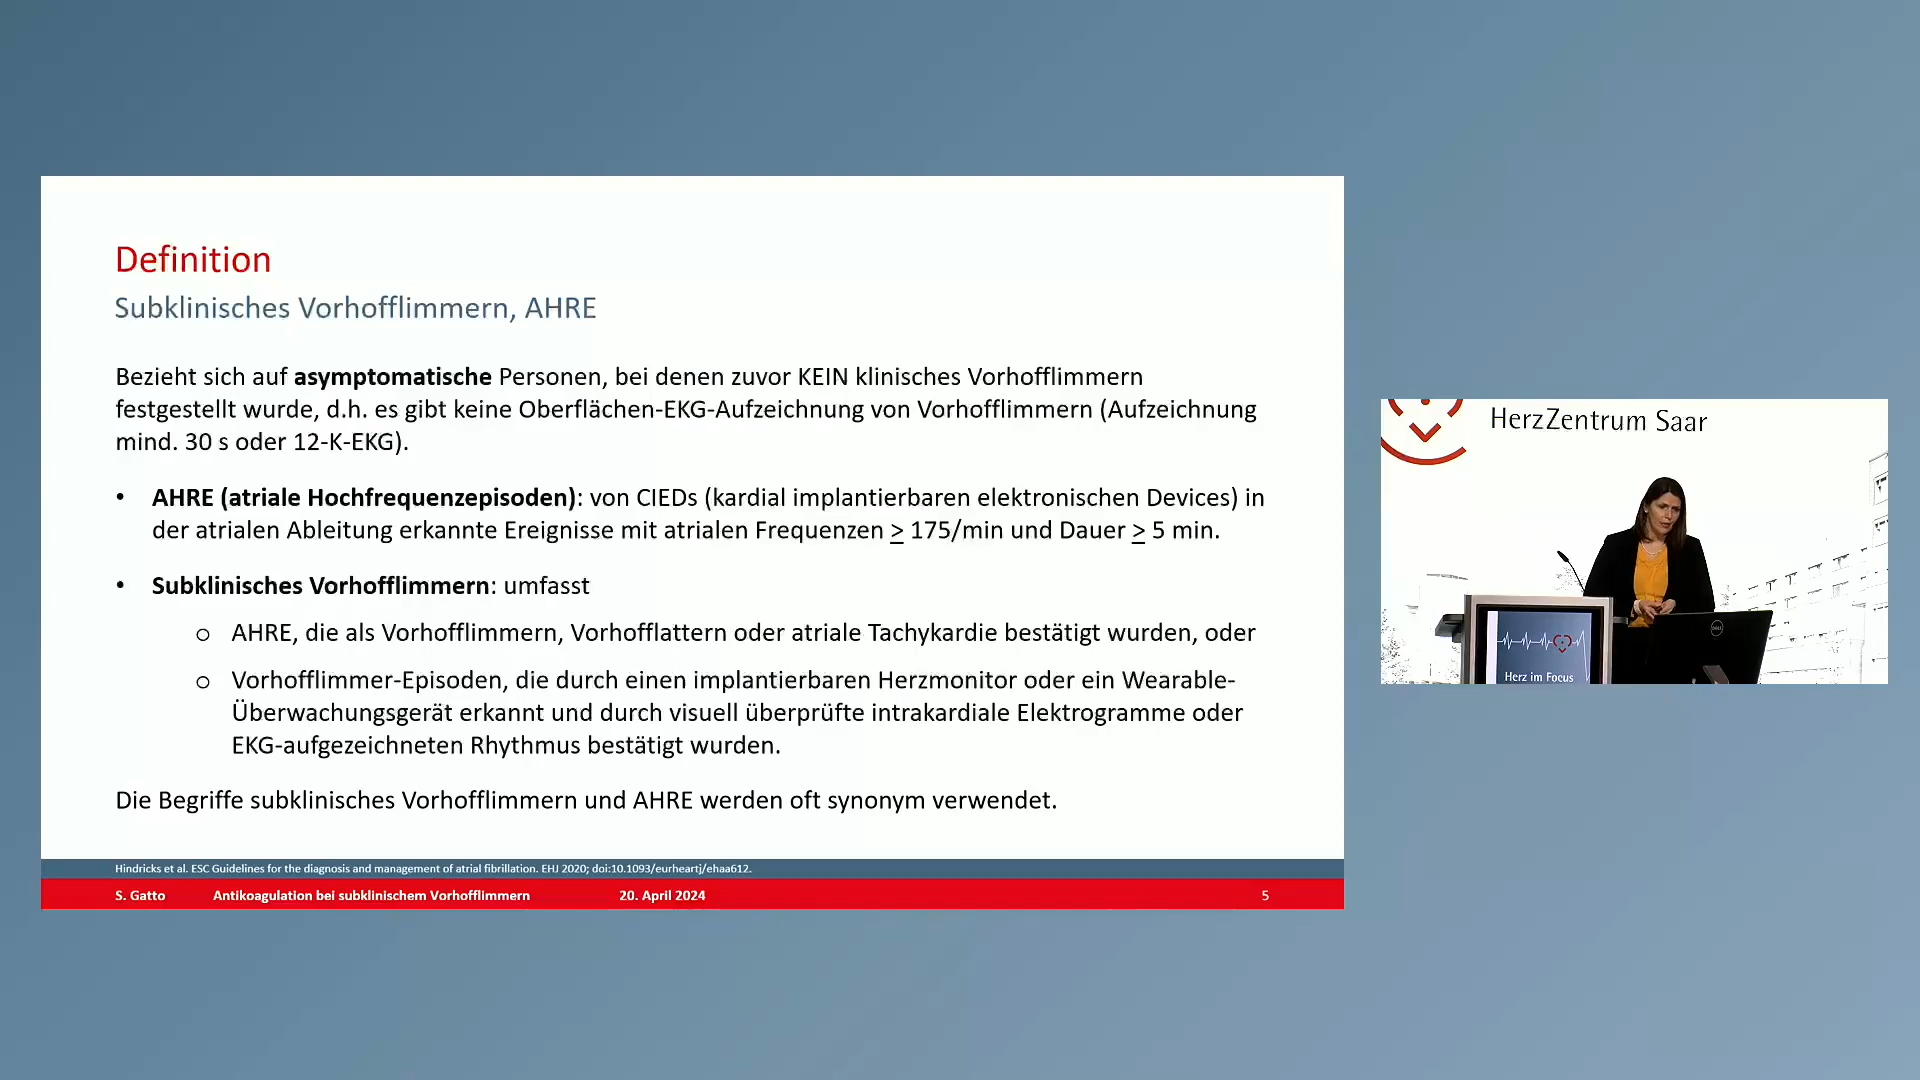 Definition
Subklinisches Vorhofflimmern, AHRE
Bezieht sich auf asymptomatische Personen, bei denen zuvor KEIN klinisches Vorhofflimmern
festgestellt wurde, d.h. es gibt keine Oberflächen-EKG-Aufzeichnung von Vorhofflimmern (Aufzeichnung
mind. 30 s oder 12-K-EKG).
• AHRE (atriale Hochfrequenzepisoden): von CIEDs (kardial implantierbaren elektronischen Devices) in
der atrialen Ableitung erkannte Ereignisse mit atrialen Frequenzen ≥ 175/min und Dauer ≥ 5 min.
• Subklinisches Vorhofflimmern: umfasst
o AHRE, die als Vorhofflimmern, Vorhofflattern oder atriale Tachykardie bestätigt wurden, oder
o Vorhofflimmer-Episoden, die durch einen implantierbaren Herzmonitor oder ein Wearable-
Überwachungsgerät erkannt und durch visuell überprüfte intrakardiale Elektrogramme oder
EKG-aufgezeichneten Rhythmus bestätigt wurden.
Die Begriffe subklinisches Vorhofflimmern und AHRE werden oft synonym verwendet.
Hindricks et al. ESC Guidelines for the diagnosis and management of atrial fibrillation. EHJ 2020; doi:10.1093/eurheartj/ehaa612.
S. Gatto Antikoagulation bei subklinischem Vorhofflimmern 20. April 2024 5
HerzZentrum Saar
DELL
Herz im Focus